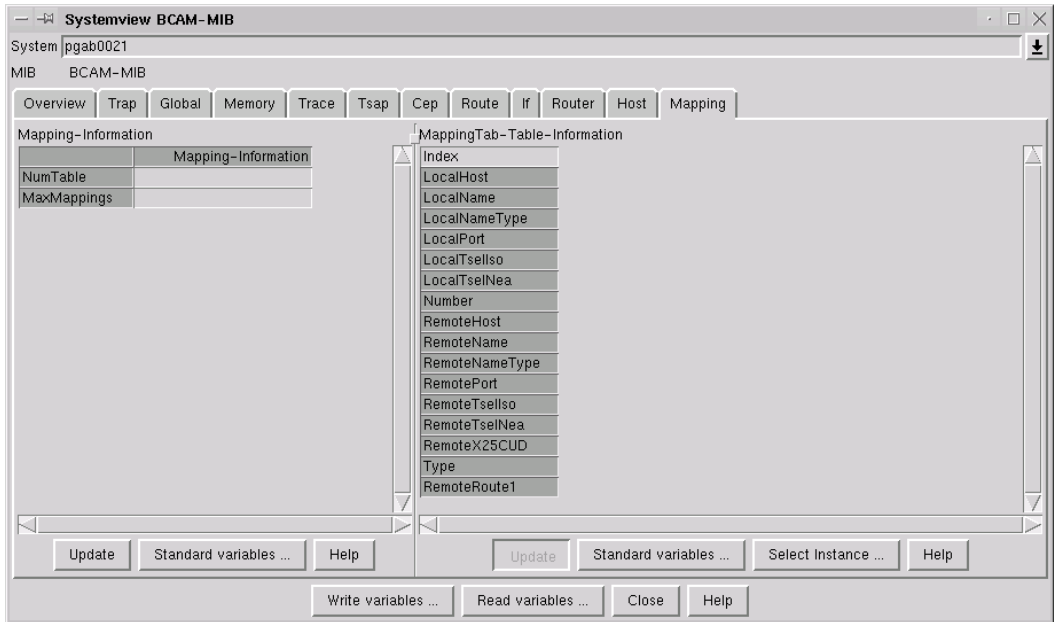 Systemview BCAM-MIB
System pgab0021
MIB BCAM-MIB
Overview Trap Global Memory Trace Tsap Cep Route If Router Host Mapping
Mapping-Information
Mapping-Information
NumTable
MaxMappings
Update Standard variables ... Help
MappingTab-Table-Information
Index
LocalHost
LocalName
LocalNameType
LocalPort
LocalTselIso
LocalTselNea
Number
RemoteHost
RemoteName
RemoteNameType
RemotePort
RemoteTselIso
RemoteTselNea
RemoteX25CUD
Type
RemoteRoute1
Update Standard variables ... Select Instance ... Help
Write variables ... Read variables ... Close Help